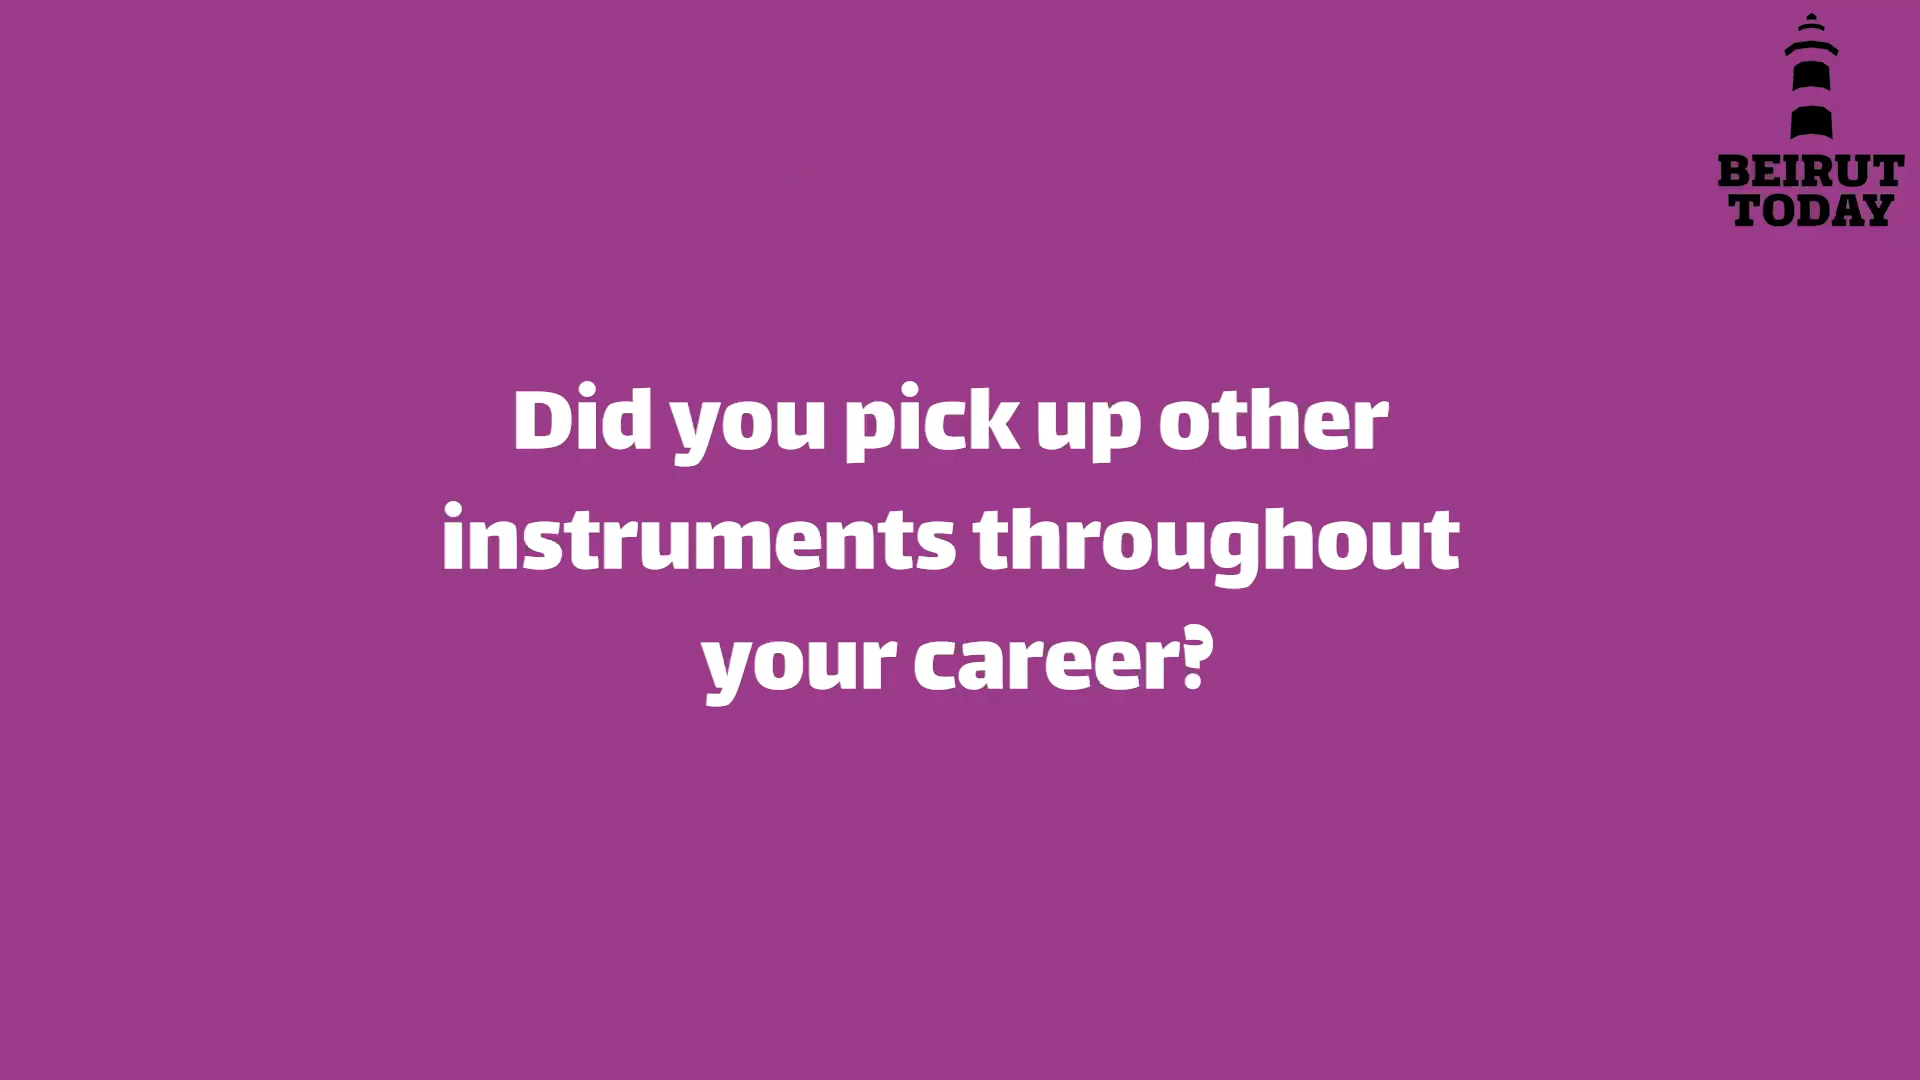 BEIRUT
TODAY
Did you pick up other
instruments throughout
your career?